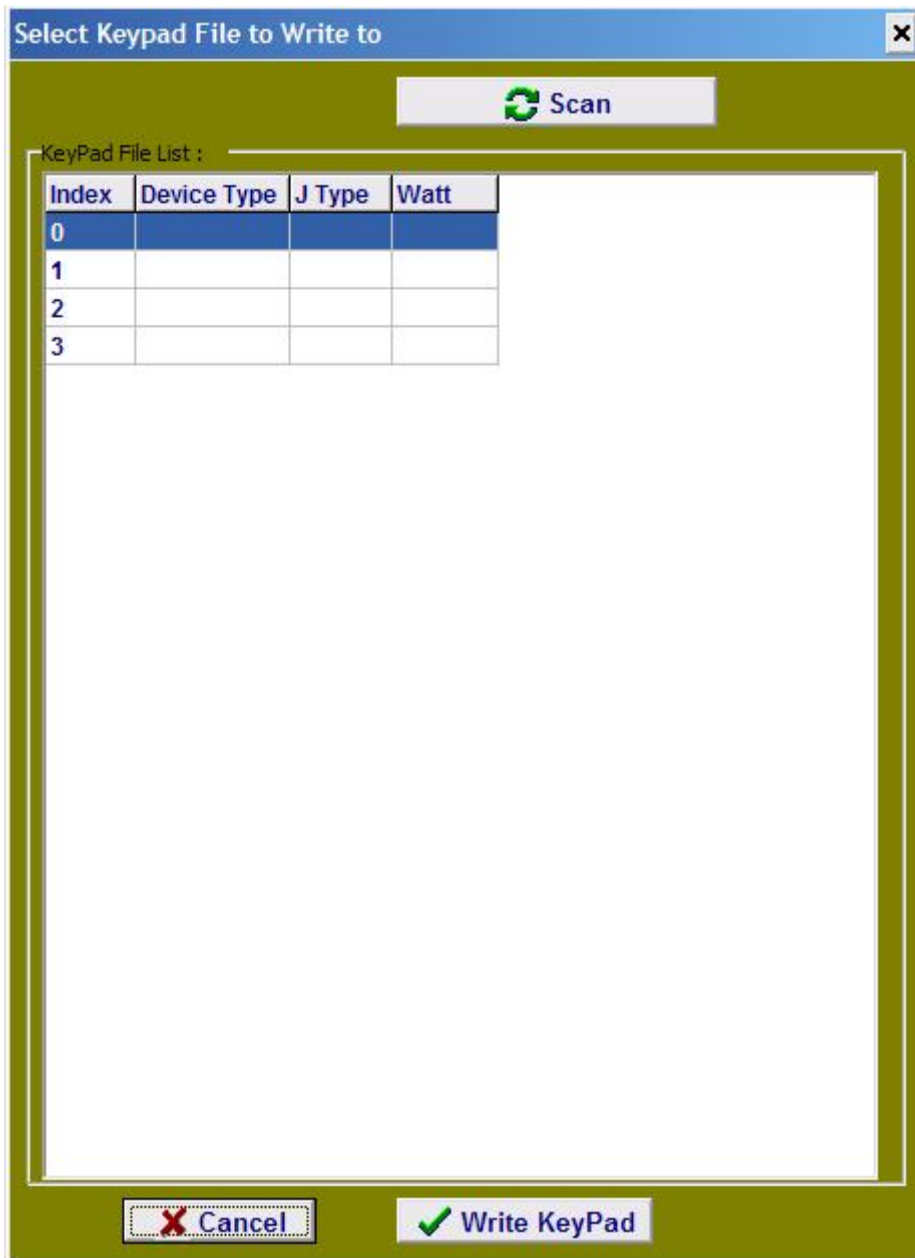 Select Keypad File to Write to
Scan
KeyPad File List :
Index Device Type J Type Watt
0
1
2
3
Cancel Write KeyPad